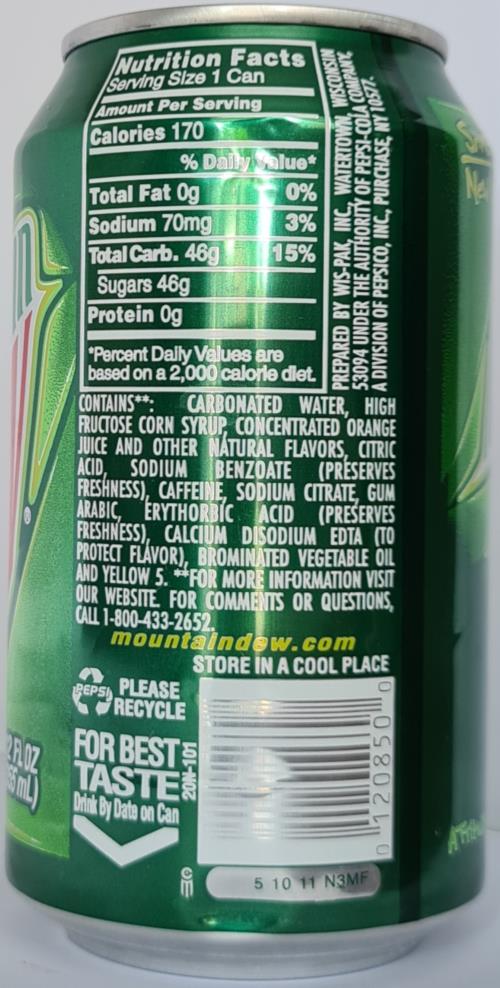 Nutrition Facts
Serving Size 1 Can
Amount Per Serving
Calories 170
% Daily Value*
Total Fat 0g 0%
Sodium 70mg 3%
Total Carb. 46g 15%
Sugars 46g
Protein 0g
*Percent Daily Values are
based on a 2,000 calorie diet.
PREPARED BY WIS-PAK, INC., WATERTOWN, WISCONSIN
53094 UNDER THE AUTHORITY OF PEPSI-COLA COMPANY,
A DIVISION OF PEPSICO, INC., PURCHASE, NY 10577.
CONTAINS**: CARBONATED WATER, HIGH
FRUCTOSE CORN SYRUP, CONCENTRATED ORANGE
JUICE AND OTHER NATURAL FLAVORS, CITRIC
ACID, SODIUM BENZOATE (PRESERVES
FRESHNESS), CAFFEINE, SODIUM CITRATE, GUM
ARABIC, ERYTHORBIC ACID (PRESERVES
FRESHNESS), CALCIUM DISODIUM EDTA (TO
PROTECT FLAVOR), BROMINATED VEGETABLE OIL
AND YELLOW 5. **FOR MORE INFORMATION VISIT
OUR WEBSITE. FOR COMMENTS OR QUESTIONS,
CALL 1-800-433-2652.
mountaindew.com
STORE IN A COOL PLACE
PEPSI
PLEASE
RECYCLE
FOR BEST
TASTE
Drink By Date on Can
20N-101
0 120850 0
5 10 11 N3MF
FL OZ
mL)
®